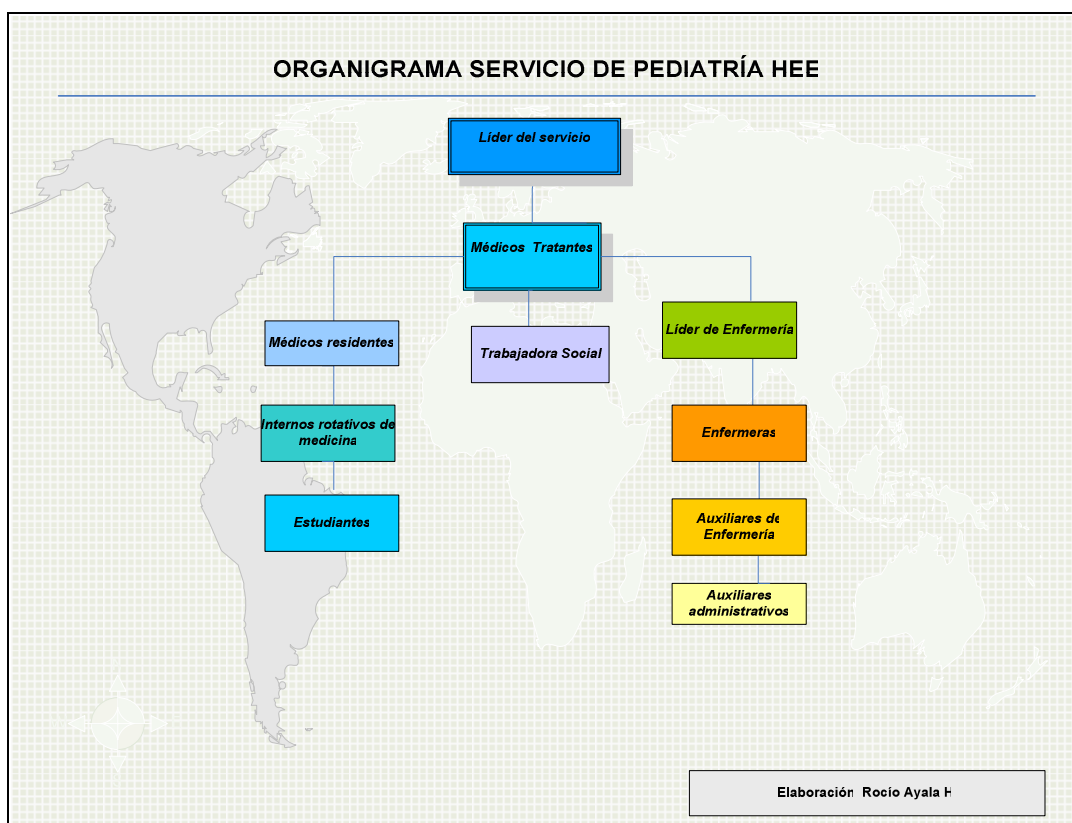 ORGANIGRAMA SERVICIO DE PEDIATRÍA HEE
Líder del servicio
Médicos Tratantes
Médicos residentes
Trabajadora Social
Líder de Enfermería
Internos rotativos de
medicina
Enfermeras
Estudiantes
Auxiliares de
Enfermería
Auxiliares
administrativos
Elaboración Rocío Ayala H